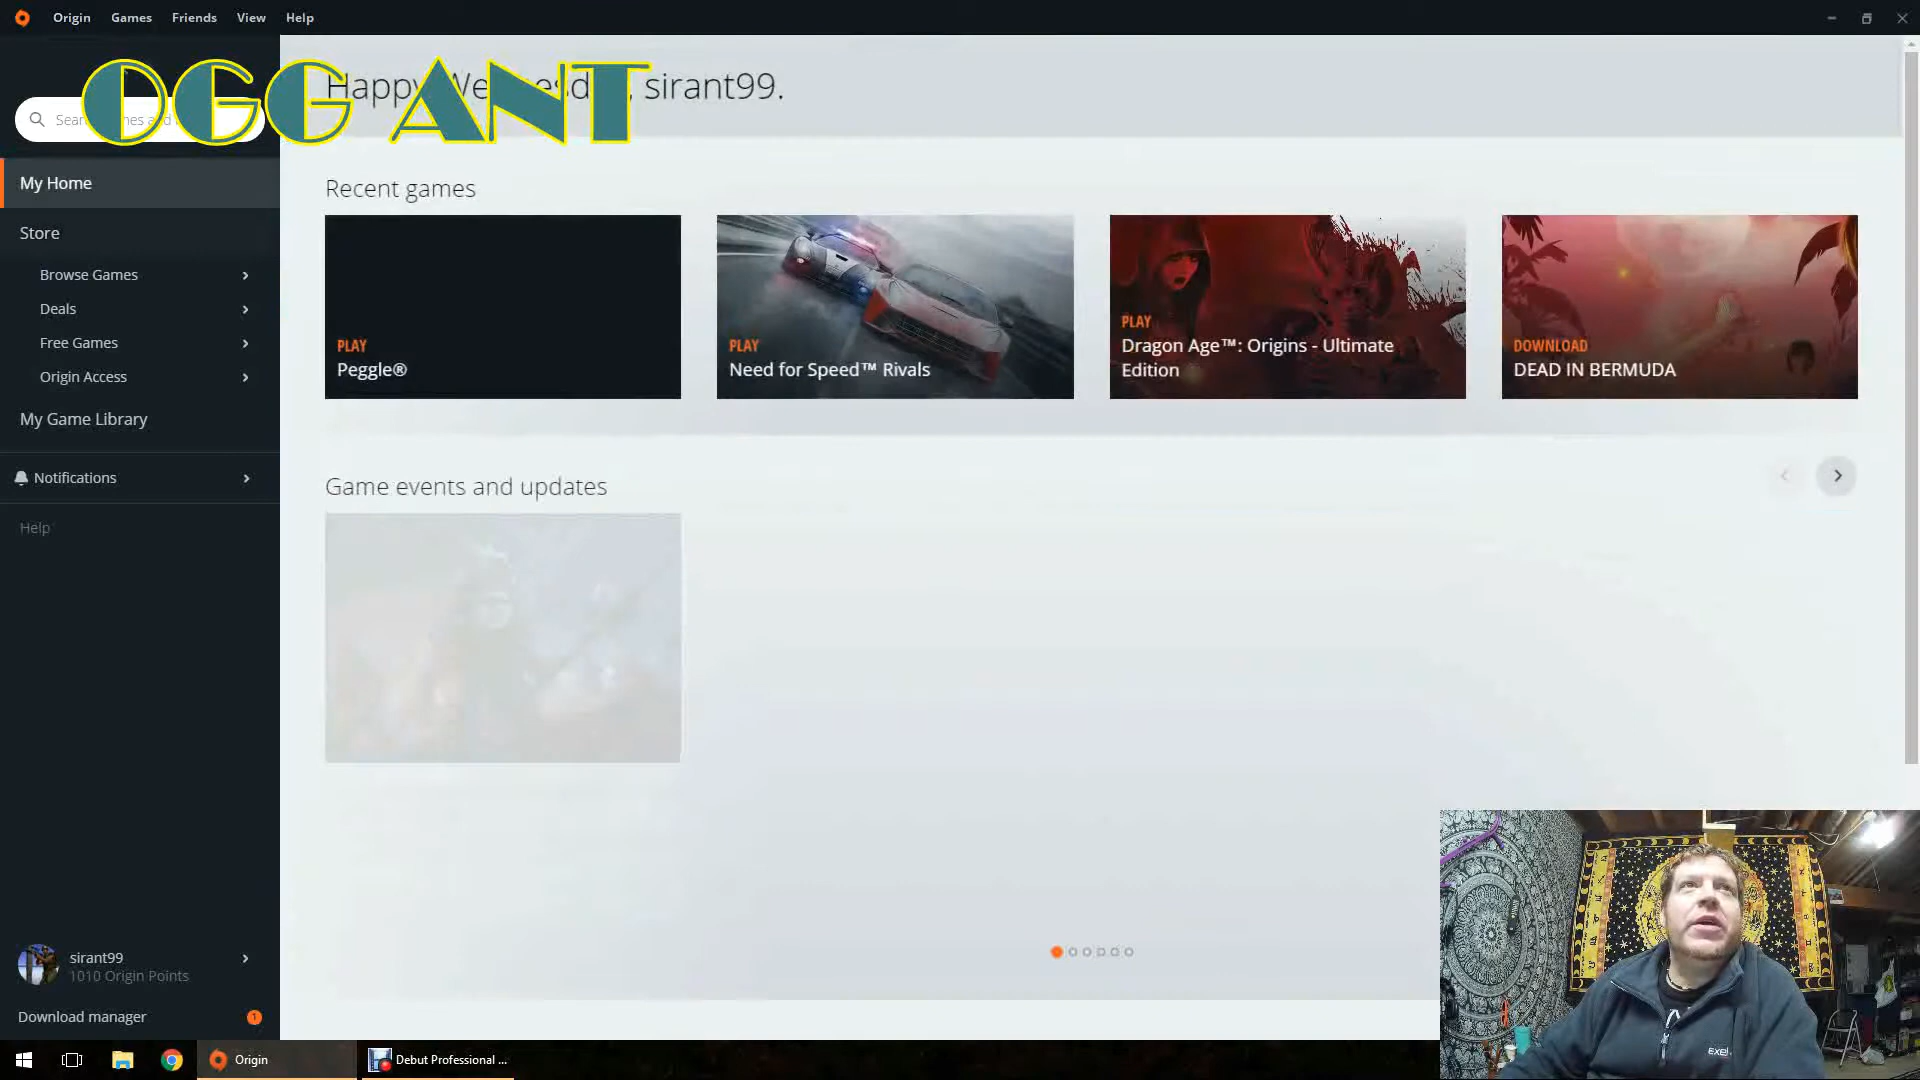 Origin Games Friends View Help
OGG ANT
Happy Wednesday, sirant99.
My Home
Store
Browse Games
Deals
Free Games
Origin Access
My Game Library
Notifications
Help
Recent games
PLAY
Peggle®
PLAY
Need for Speed™ Rivals
PLAY
Dragon Age™: Origins - Ultimate
Edition
DOWNLOAD
DEAD IN BERMUDA
Game events and updates
sirant99
1010 Origin Points
Download manager
1
Origin
Debut Professional ...